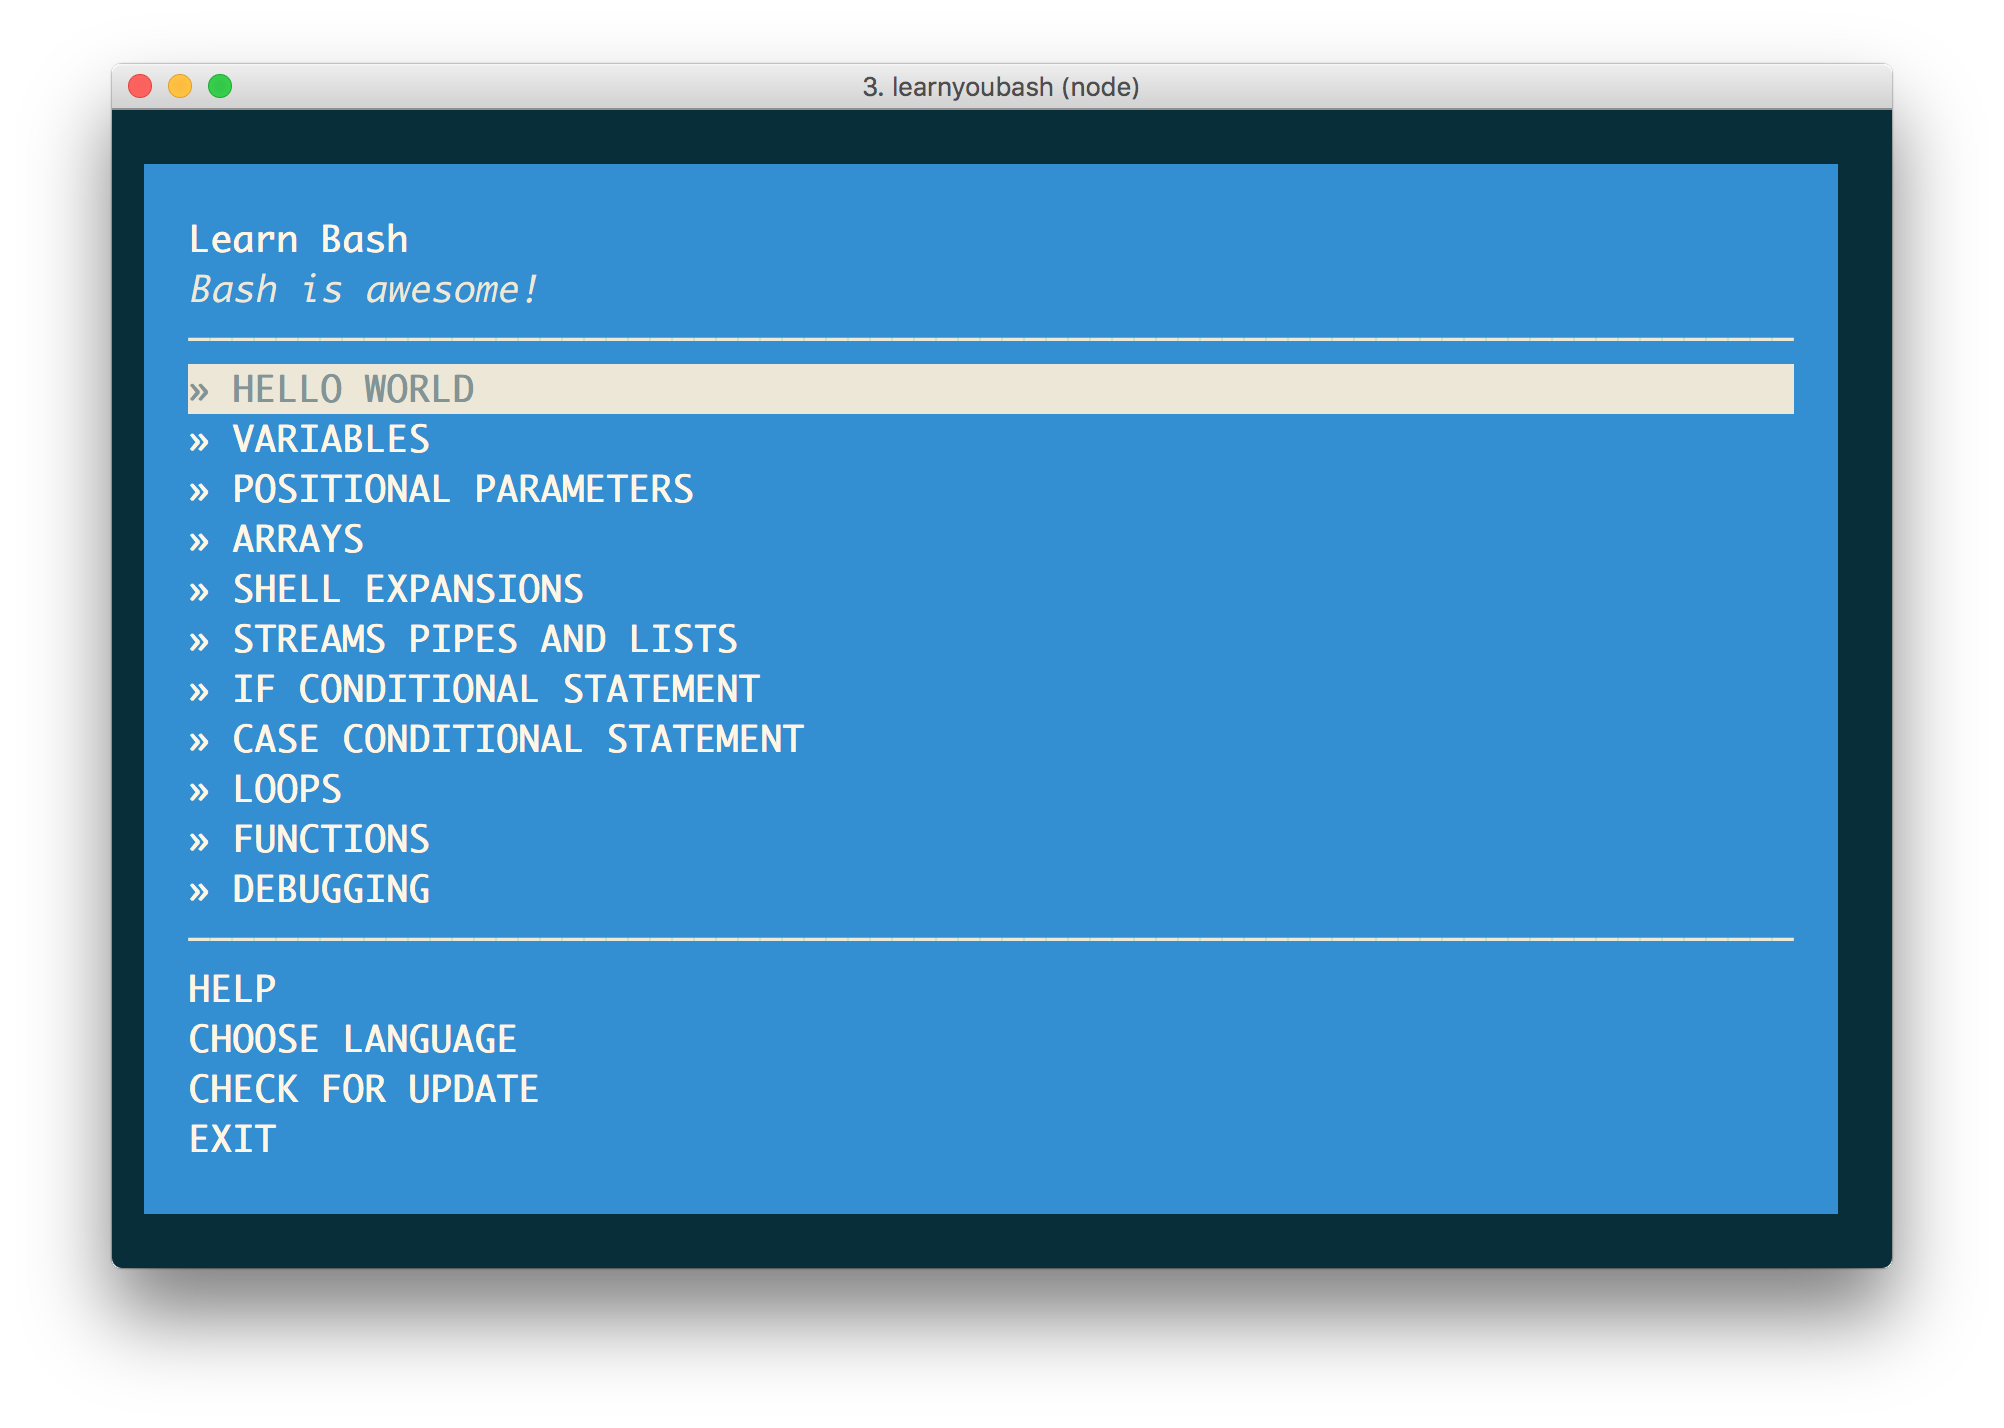 3. learnyoubash (node)
Learn Bash
Bash is awesome!
» HELLO WORLD
» VARIABLES
» POSITIONAL PARAMETERS
» ARRAYS
» SHELL EXPANSIONS
» STREAMS PIPES AND LISTS
» IF CONDITIONAL STATEMENT
» CASE CONDITIONAL STATEMENT
» LOOPS
» FUNCTIONS
» DEBUGGING
HELP
CHOOSE LANGUAGE
CHECK FOR UPDATE
EXIT